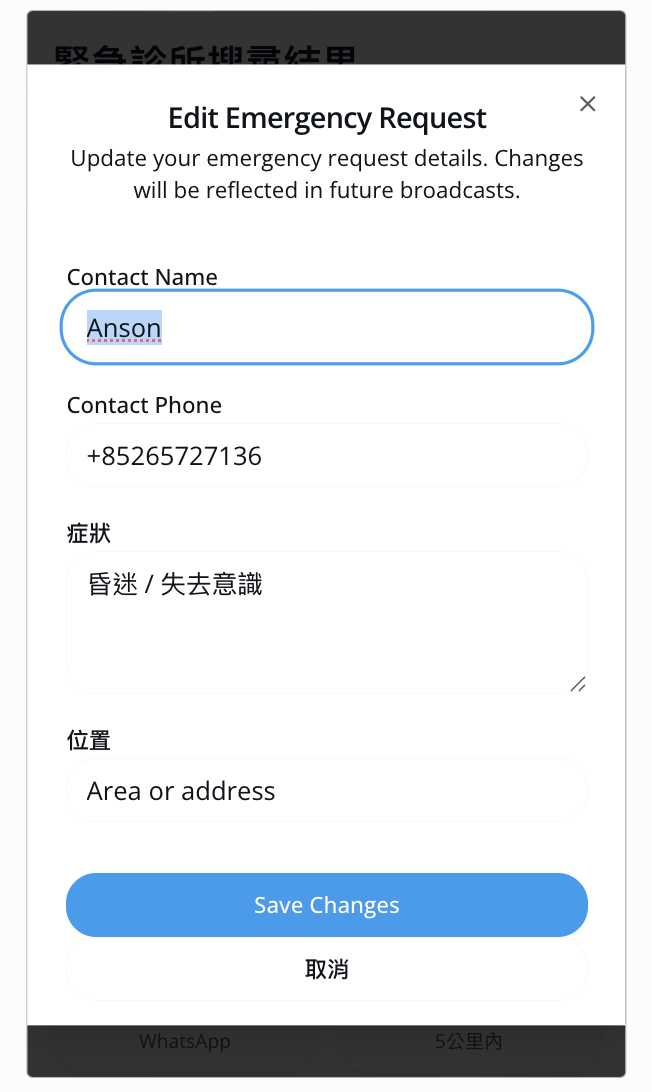 緊急診所搜尋結果
Edit Emergency Request
Update your emergency request details. Changes
will be reflected in future broadcasts.
Contact Name
Anson
Contact Phone
+85265727136
症狀
昏迷 / 失去意識
位置
Area or address
Save Changes
取消
WhatsApp 5公里內